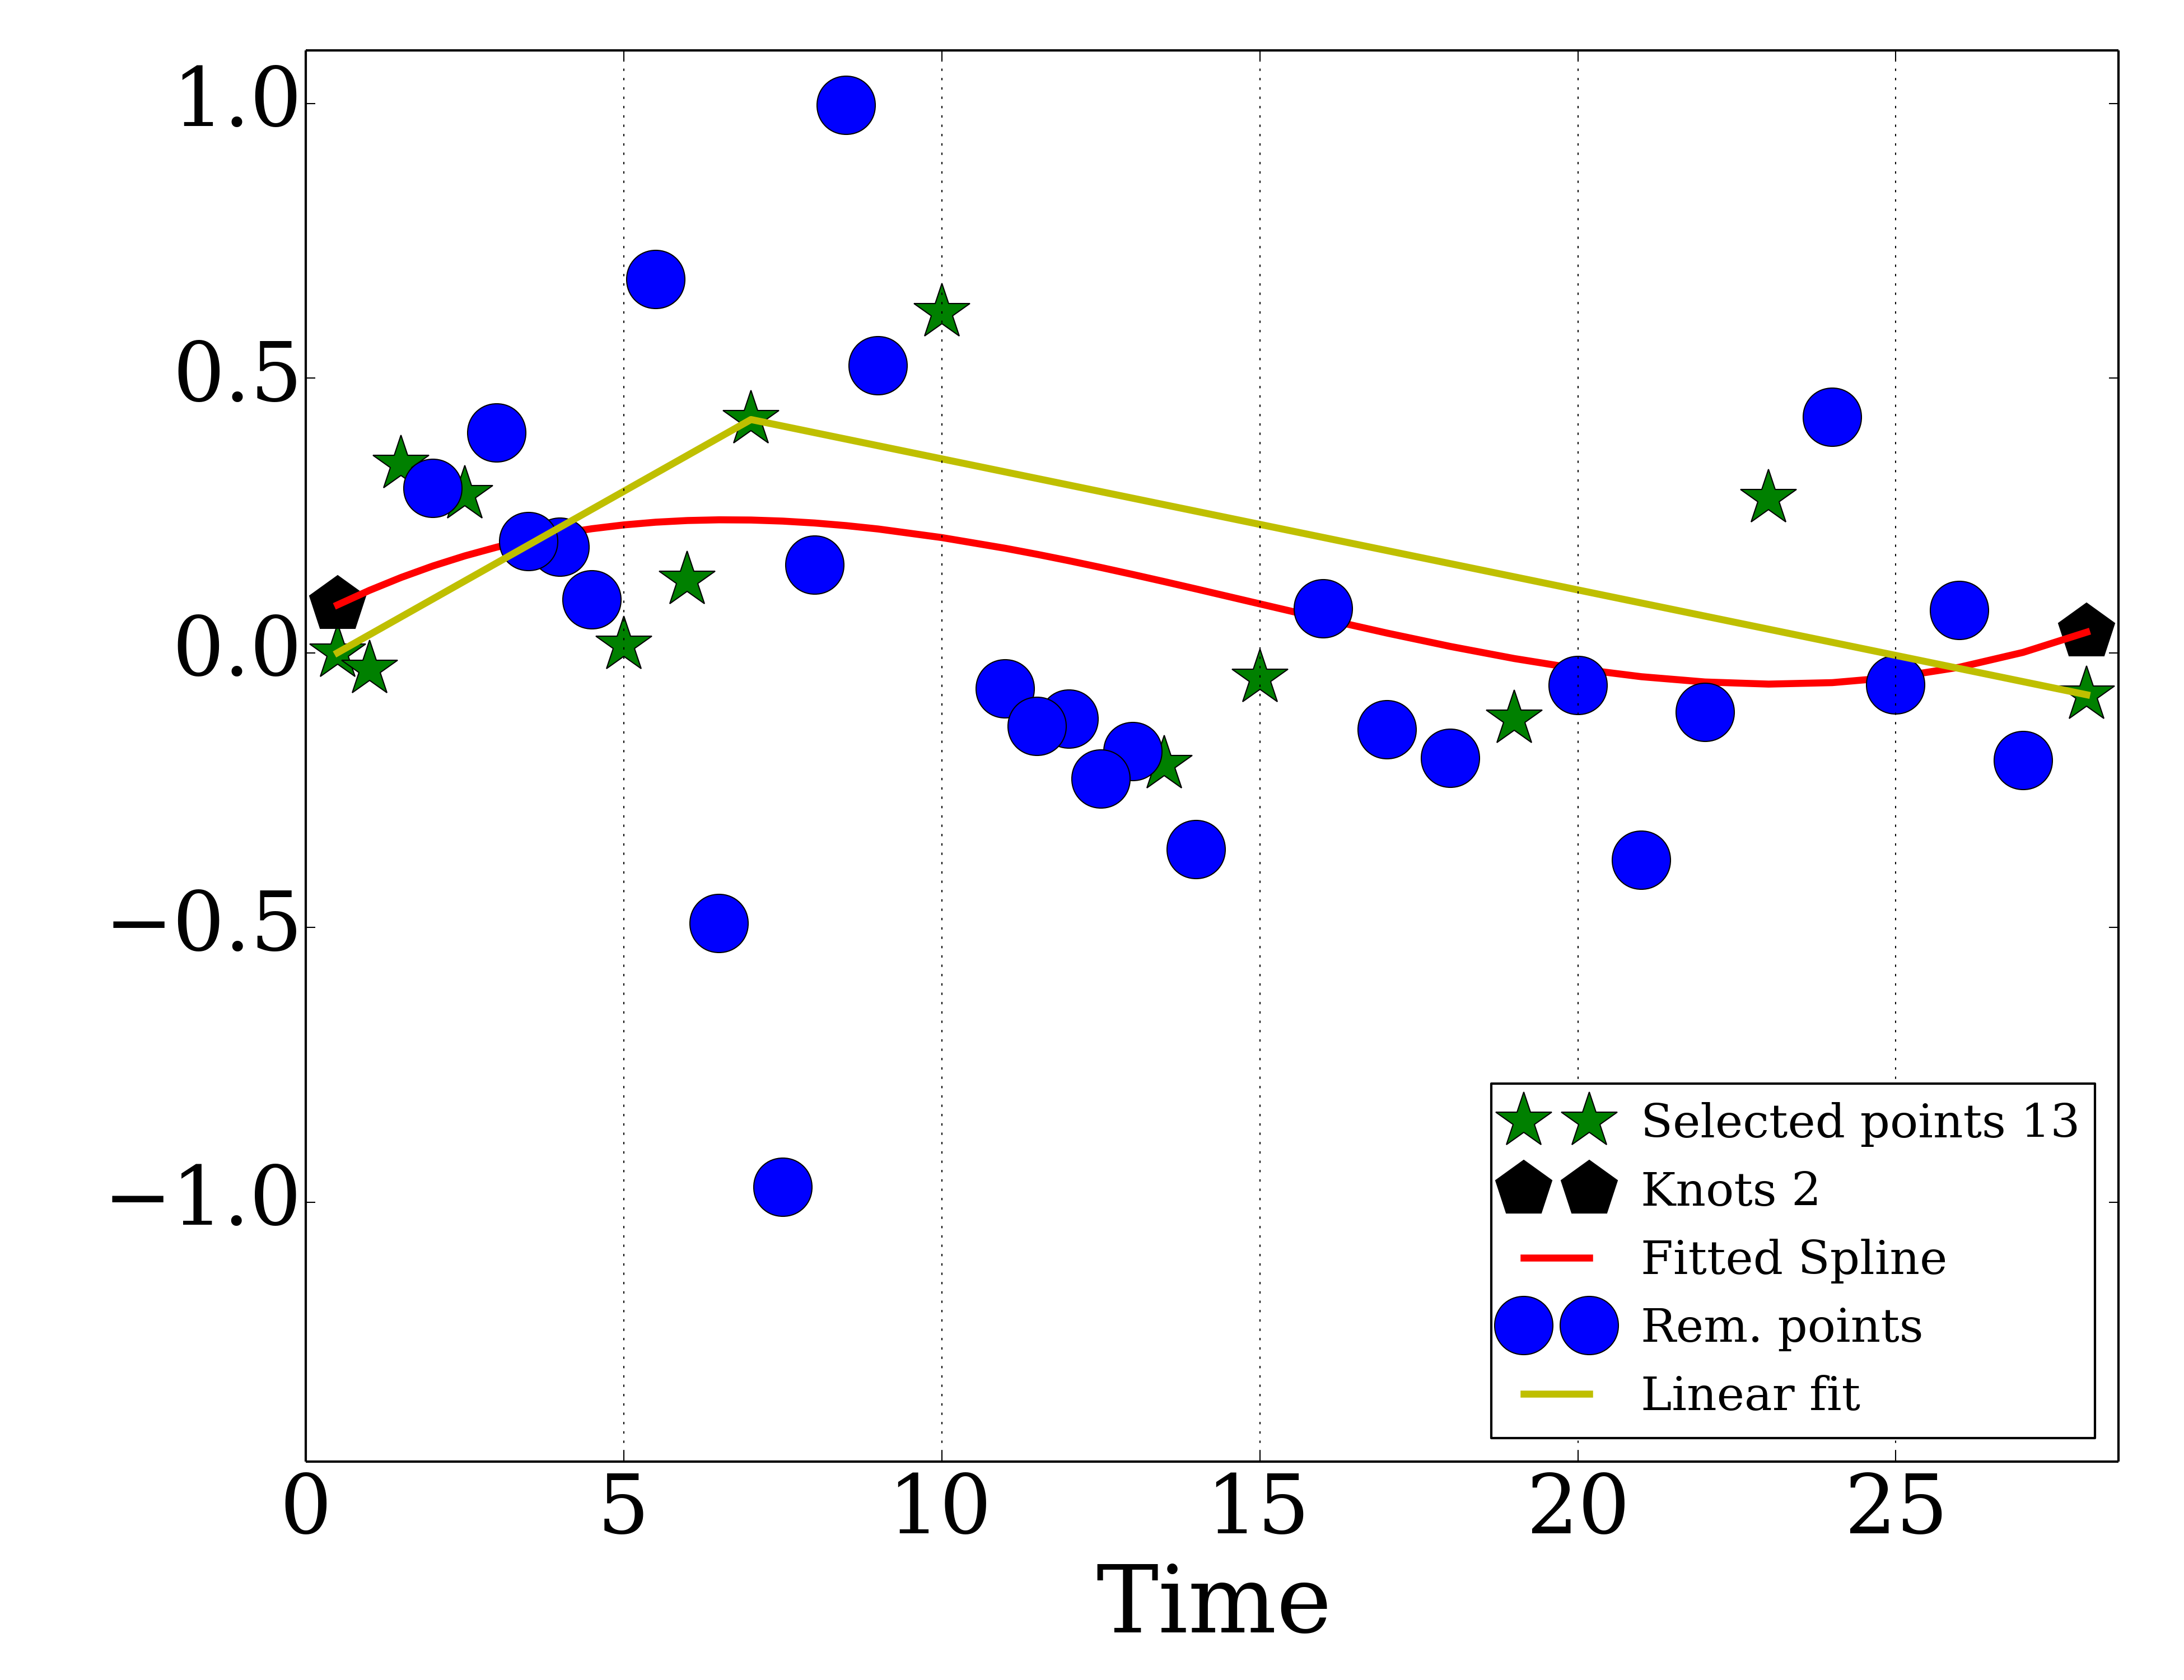 1.0
0.5
0.0
−0.5
−1.0
0 5 10 15 20 25
Time
Selected points 13
Knots 2
Fitted Spline
Rem. points
Linear fit